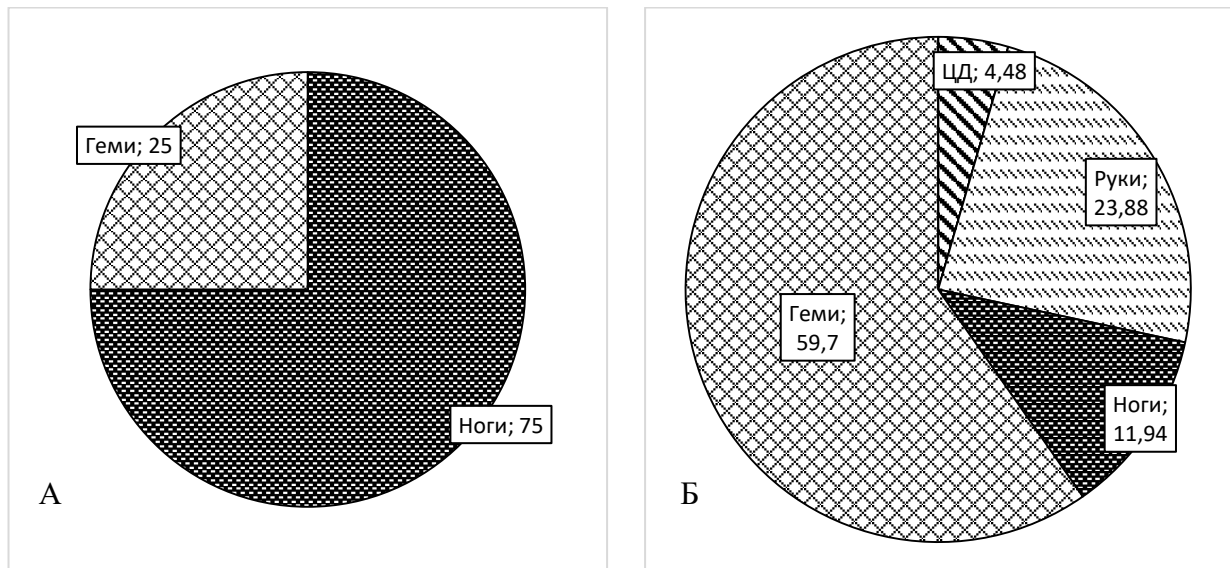 Геми; 25
Ноги; 75
А
ЦД; 4,48
Руки;
23,88
Геми;
59,7
Ноги;
11,94
Б